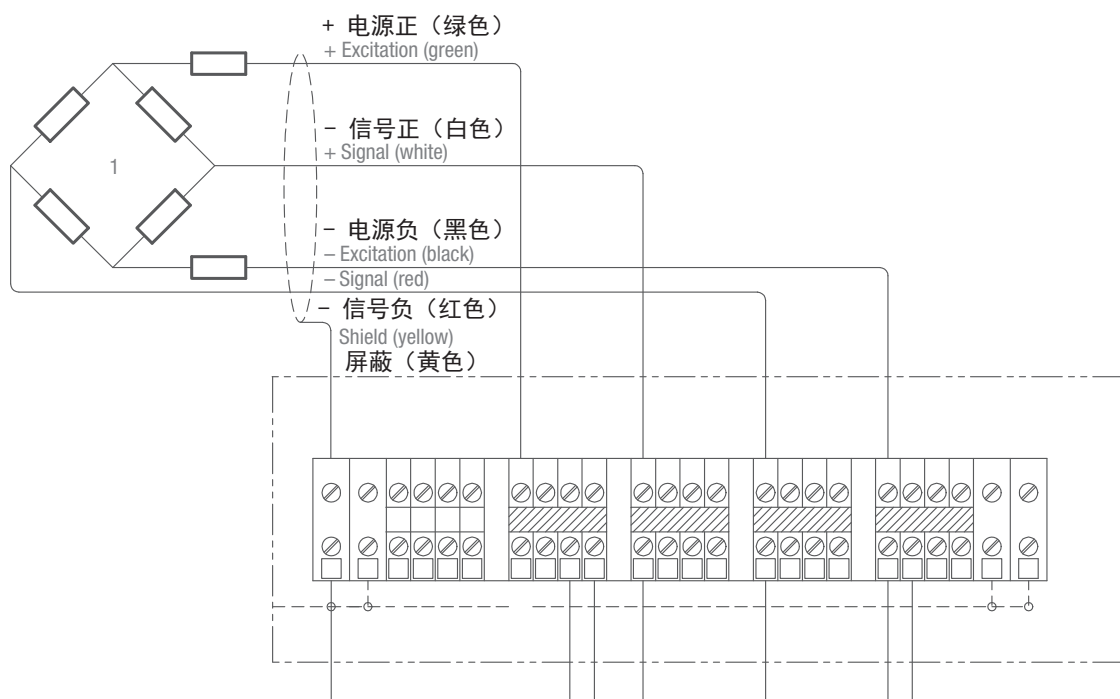 + 电源正（绿色）
+ Excitation (green)
- 信号正（白色）
+ Signal (white)
1
- 电源负（黑色）
– Excitation (black)
– Signal (red)
- 信号负（红色）
Shield (yellow)
屏蔽（黄色）